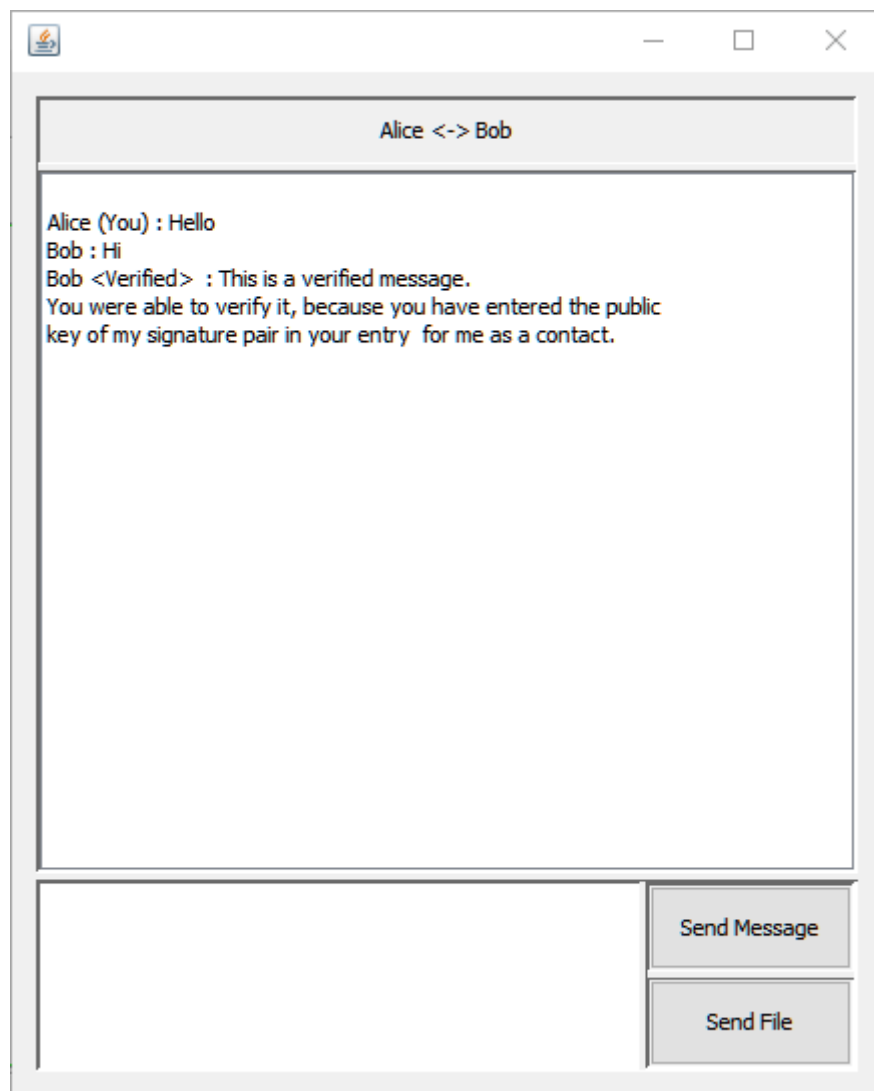 Alice <-> Bob
Alice (You) : Hello
Bob : Hi
Bob <Verified>  : This is a verified message.
You were able to verify it, because you have entered the public
key of my signature pair in your entry  for me as a contact.
Send Message
Send File